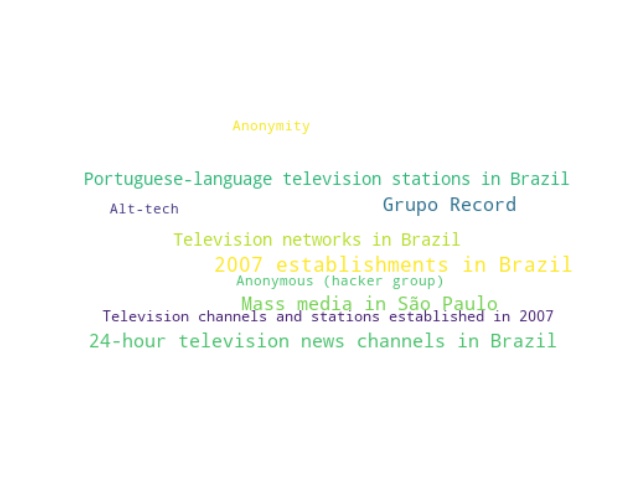 Anonymity
Portuguese-language television stations in Brazil
Grupo Record
Alt-tech
Television networks in Brazil
2007 establishments in Brazil
Anonymous (hacker group)
Mass media in São Paulo
Television channels and stations established in 2007
24-hour television news channels in Brazil